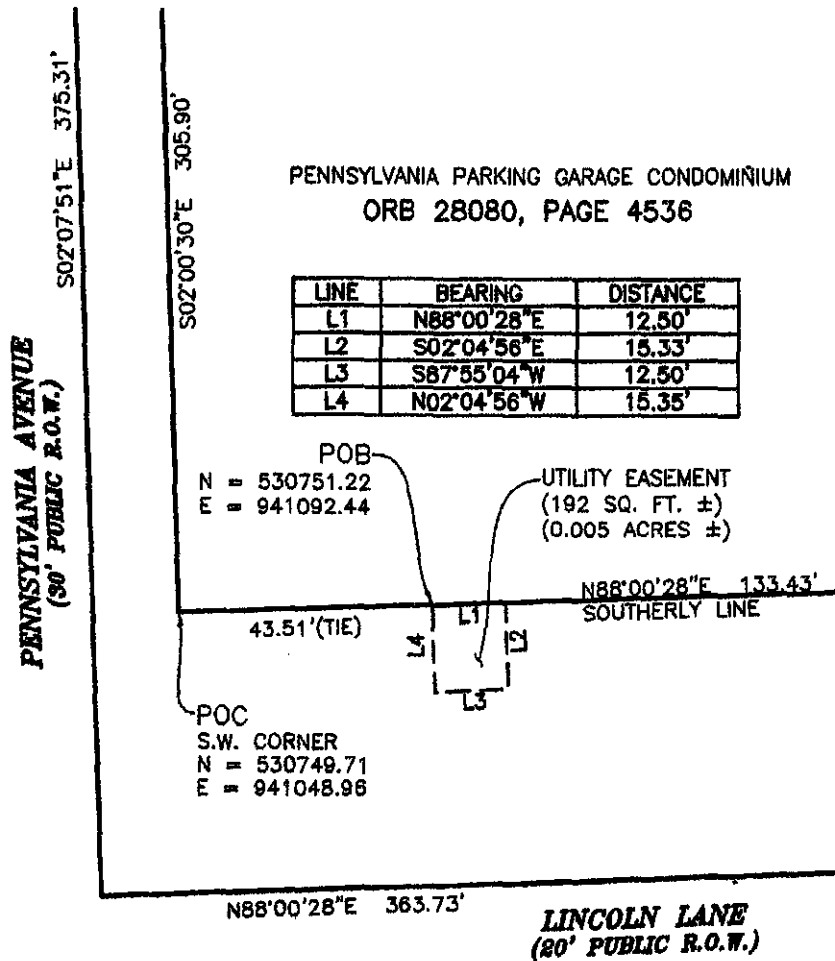 S02°07'51"E 375.31'
S02°00'30"E 305.90'
PENNSYLVANIA PARKING GARAGE CONDOMINIUM
ORB 28080, PAGE 4536
LINE BEARING DISTANCE
L1 N88°00'28"E 12.50'
L2 S02°04'56"E 15.33'
L3 S87°55'04"W 12.50'
L4 N02°04'56"W 15.35'
PENNSYLVANIA AVENUE
(30' PUBLIC R.O.W.)
POB
N = 530751.22
E = 941092.44
UTILITY EASEMENT
(192 SQ. FT. ±)
(0.005 ACRES ±)
N88°00'28"E 133.43'
SOUTHERLY LINE
43.51'(TIE)
L1
L4
L2
L3
POC
S.W. CORNER
N = 530749.71
E = 941048.96
N88°00'28"E 363.73'
LINCOLN LANE
(20' PUBLIC R.O.W.)